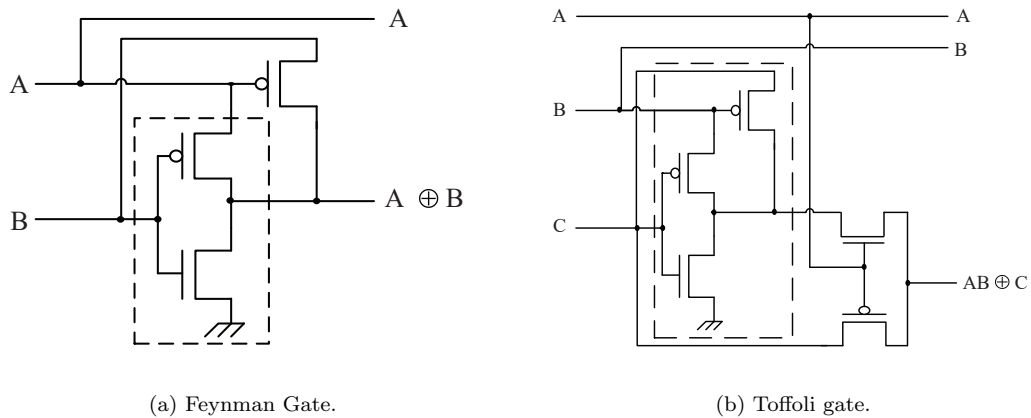 A
A
B
A ⊕ B
(a) Feynman Gate.
A
A
B
B
C
AB ⊕ C
(b) Toffoli gate.